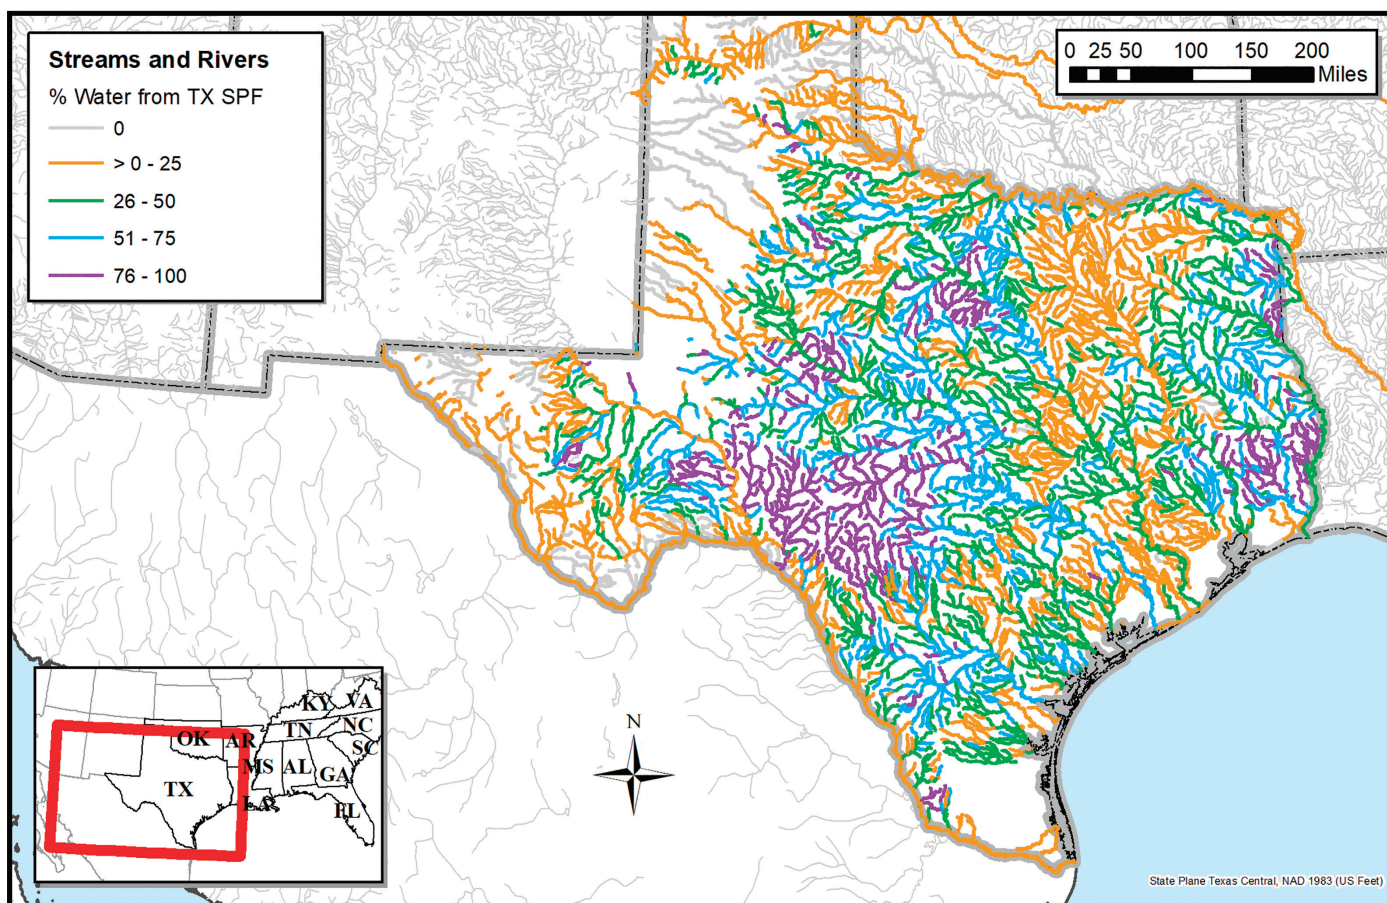 Streams and Rivers
% Water from TX SPF
0
> 0 - 25
26 - 50
51 - 75
76 - 100
0 25 50 100 150 200
Miles
N
KY VA
OK AR TN NC
SC
MS AL GA
TX
LA FL
State Plane Texas Central, NAD 1983 (US Feet)